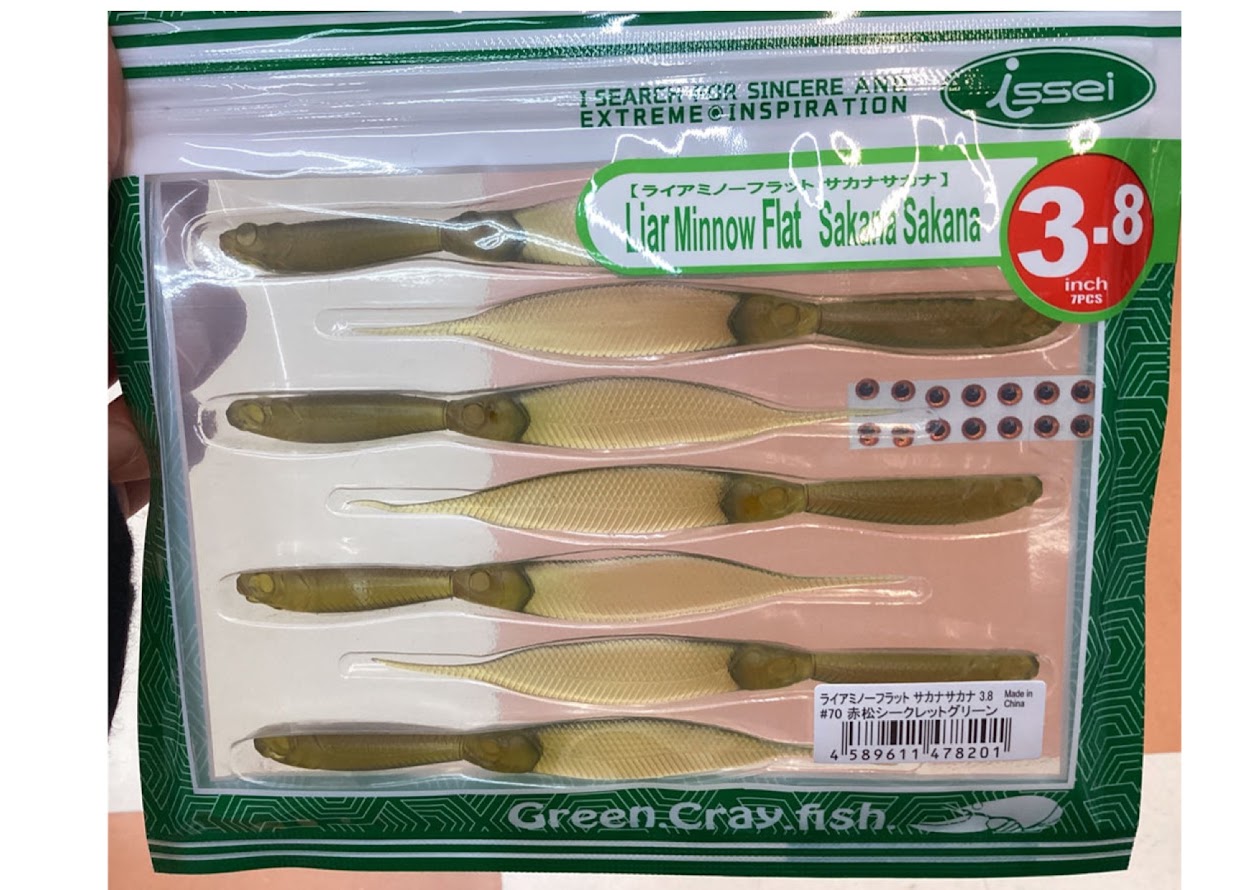 I SEARCH FOR SINCERE AND
EXTREME◎INSPIRATION
issei
【ライアミノーフラット サカナサカナ】
Liar Minnow Flat Sakana Sakana
3.8
inch
7PCS
ライアミノーフラット サカナサカナ 3.8
Made in
China
#70 赤松シークレットグリーン
4 589611 478201
Green.Cray.fish